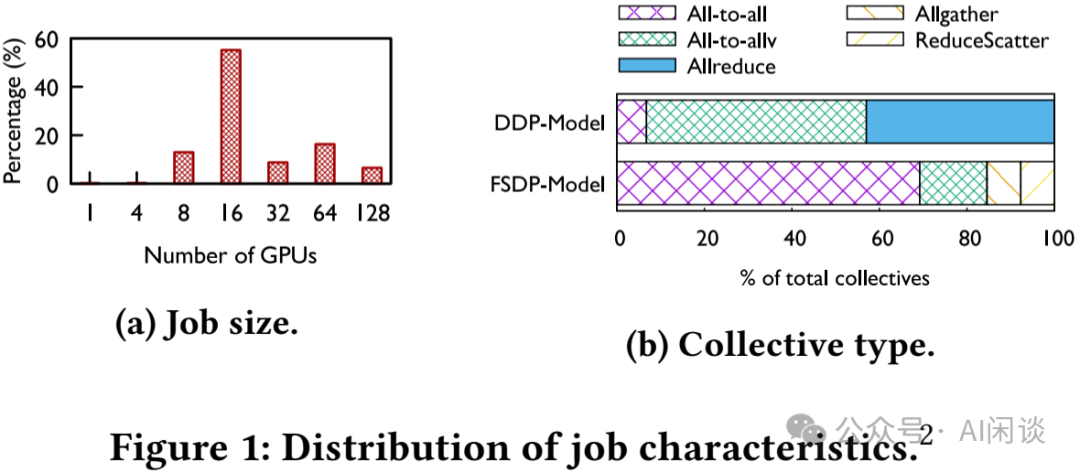 60
40
20
0
Percentage (%)
1 4 8 16 32 64 128
Number of GPUs
(a) Job size.
All-to-all
All-to-allv
Allreduce
Allgather
ReduceScatter
DDP-Model
FSDP-Model
0 20 40 60 80 100
% of total collectives
(b) Collective type.
Figure 1: Distribution of job characteristics.2
公众号 · AI闲谈